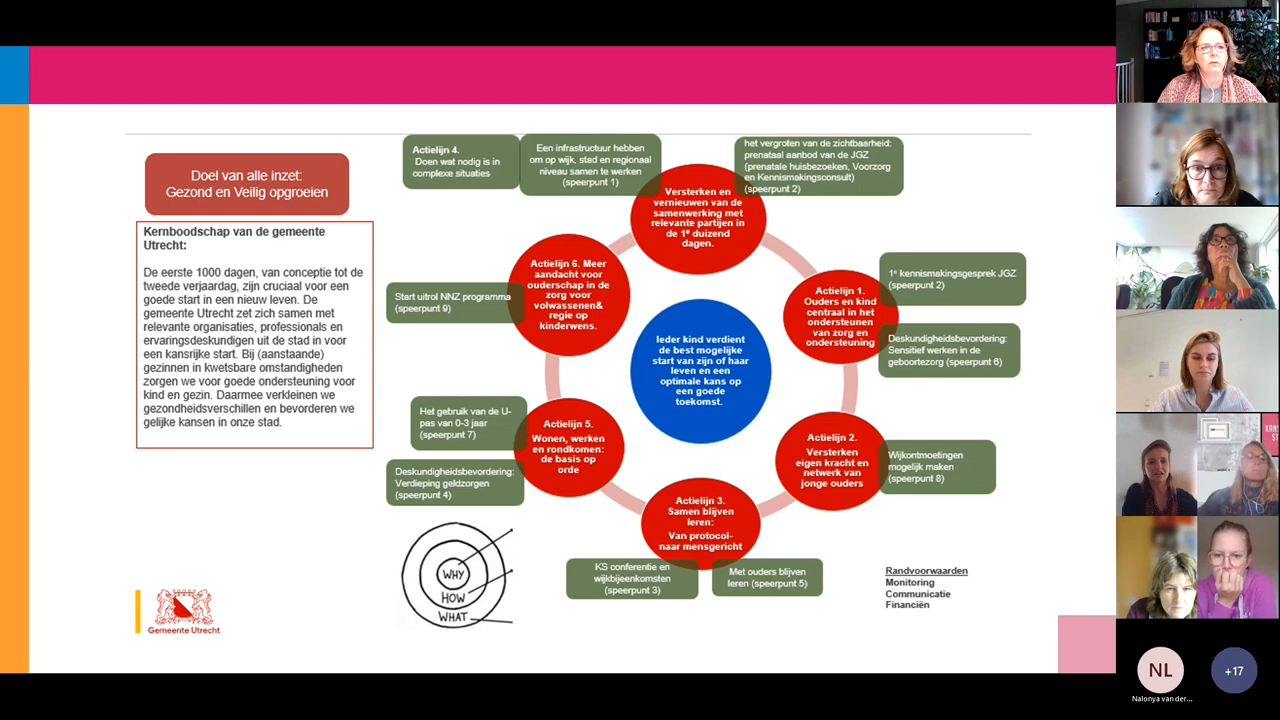 Doel van alle inzet:
Gezond en Veilig opgroeien
Kernboodschap van de gemeente
Utrecht:
De eerste 1000 dagen, van conceptie tot de
tweede verjaardag, zijn cruciaal voor een
goede start in een nieuw leven. De
gemeente Utrecht zet zich samen met
relevante organisaties, professionals en
ervaringsdeskundigen uit de stad in voor
een kansrijke start. Bij (aanstaande)
gezinnen in kwetsbare omstandigheden
zorgen we voor goede ondersteuning voor
kind en gezin. Daarmee verkleinen we
gezondheidsverschillen en bevorderen we
gelijke kansen in onze stad.
Actielijn 4.
Doen wat nodig is in
complexe situaties
Een infrastructuur hebben
om op wijk, stad en regionaal
niveau samen te werken
(speerpunt 1)
het vergroten van de zichtbaarheid:
prenataal aanbod van de JGZ
(prenatale huisbezoeken, Voorzorg
en Kennismakingsconsult)
(speerpunt 2)
Versterken en
vernieuwen van de
samenwerking met
relevante partijen in
de 1e duizend
dagen.
Actielijn 1.
Ouders en kind
centraal in het
ondersteunen
van zorg en
ondersteuning
1e kennismakingsgesprek JGZ
(speerpunt 2)
Deskundigheidsbevordering:
Sensitief werken in de
geboortezorg (speerpunt 6)
Actielijn 2.
Versterken
eigen kracht en
netwerk van
jonge ouders
Wijkontmoetingen
mogelijk maken
(speerpunt 8)
Actielijn 3.
Samen blijven
leren:
Van protocol-
naar mensgericht
KS conferentie en
wijkbijeenkomsten
(speerpunt 3)
Met ouders blijven
leren (speerpunt 5)
Actielijn 5.
Wonen, werken
en rondkomen:
de basis op
orde
Het gebruik van de U-
pas van 0-3 jaar
(speerpunt 7)
Deskundigheidsbevordering:
Verdieping geldzorgen
(speerpunt 4)
Actielijn 6. Meer
aandacht voor
ouderschap in de
zorg voor
volwassenen&
regie op
kinderwens.
Start uitrol NNZ programma
(speerpunt 9)
Ieder kind verdient
de best mogelijke
start van zijn of haar
leven en een
optimale kans op
een goede
toekomst.
WHY
HOW
WHAT
Randvoorwaarden
Monitoring
Communicatie
Financiën
Gemeente Utrecht
NL
+17
Nalonya van der...